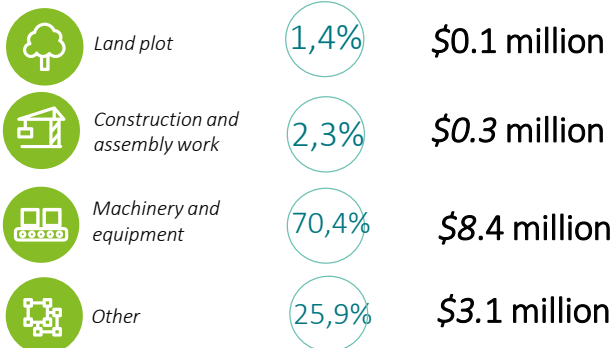 Land plot
1,4%
$0.1 million
Construction and
assembly work
2,3%
$0.3 million
Machinery and
equipment
70,4%
$8.4 million
Other
25,9%
$3.1 million